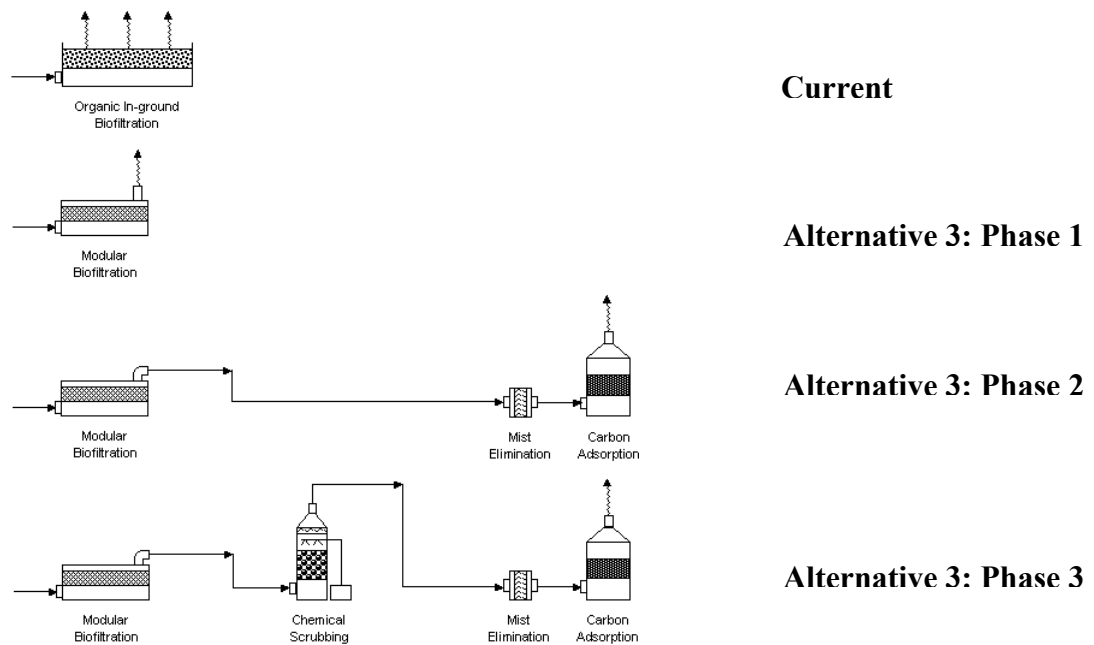 Organic In-ground
Biofiltration
Current
Modular
Biofiltration
Alternative 3: Phase 1
Modular
Biofiltration
Mist
Elimination
Carbon
Adsorption
Alternative 3: Phase 2
Modular
Biofiltration
Chemical
Scrubbing
Mist
Elimination
Carbon
Adsorption
Alternative 3: Phase 3